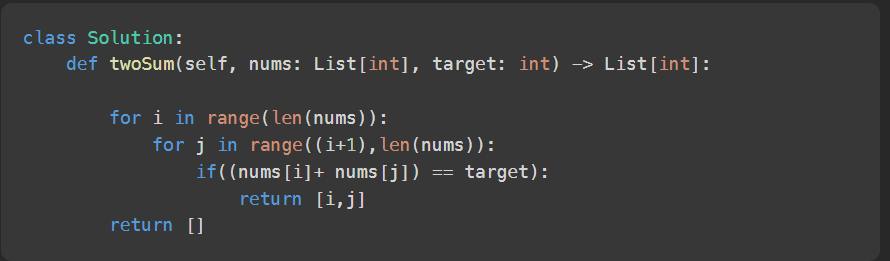 class Solution:
    def twoSum(self, nums: List[int], target: int) -> List[int]:
        for i in range(len(nums)):
            for j in range((i+1),len(nums)):
                if((nums[i]+ nums[j]) == target):
                    return [i,j]
        return []